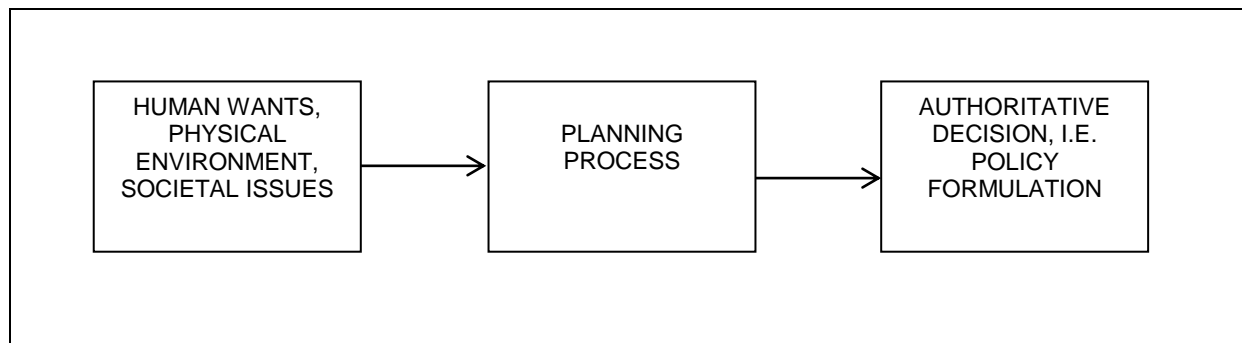 HUMAN WANTS,
PHYSICAL
ENVIRONMENT,
SOCIETAL ISSUES
PLANNING
PROCESS
AUTHORITATIVE
DECISION, I.E.
POLICY
FORMULATION